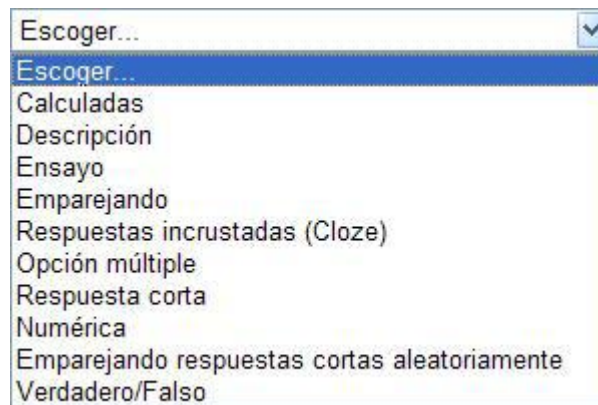 Escoger...
Escoger...
Calculadas
Descripción
Ensayo
Emparejando
Respuestas incrustadas (Cloze)
Opción múltiple
Respuesta corta
Numérica
Emparejando respuestas cortas aleatoriamente
Verdadero/Falso